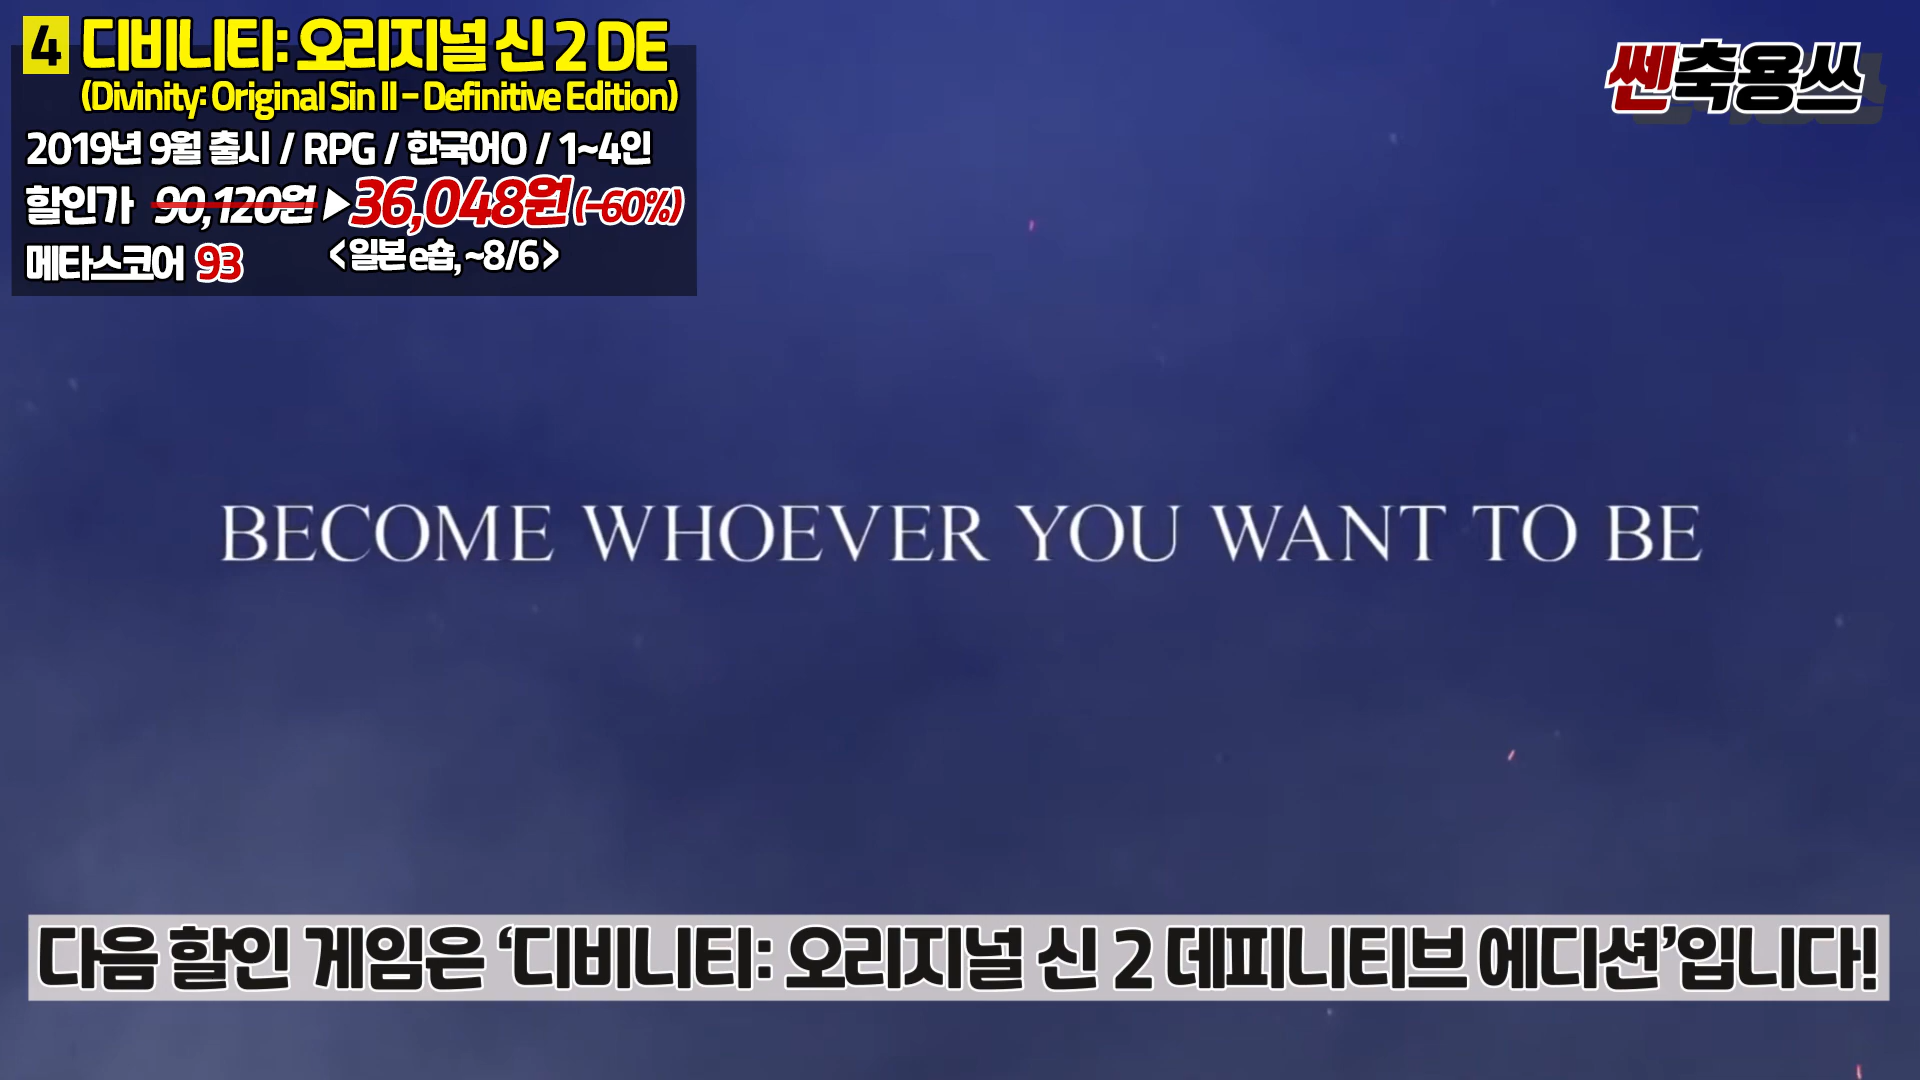 4 디비니티: 오리지널 신 2 DE
(Divinity: Original Sin II - Definitive Edition)
2019년 9월 출시 / RPG / 한국어O / 1~4인
할인가 90,120원 ▶36,048원 (-60%)
메타스코어 93 <일본 e숍, ~8/6>
쎈축용쓰
BECOME WHOEVER YOU WANT TO BE
다음 할인 게임은 ‘디비니티: 오리지널 신 2 데피니티브 에디션’입니다!